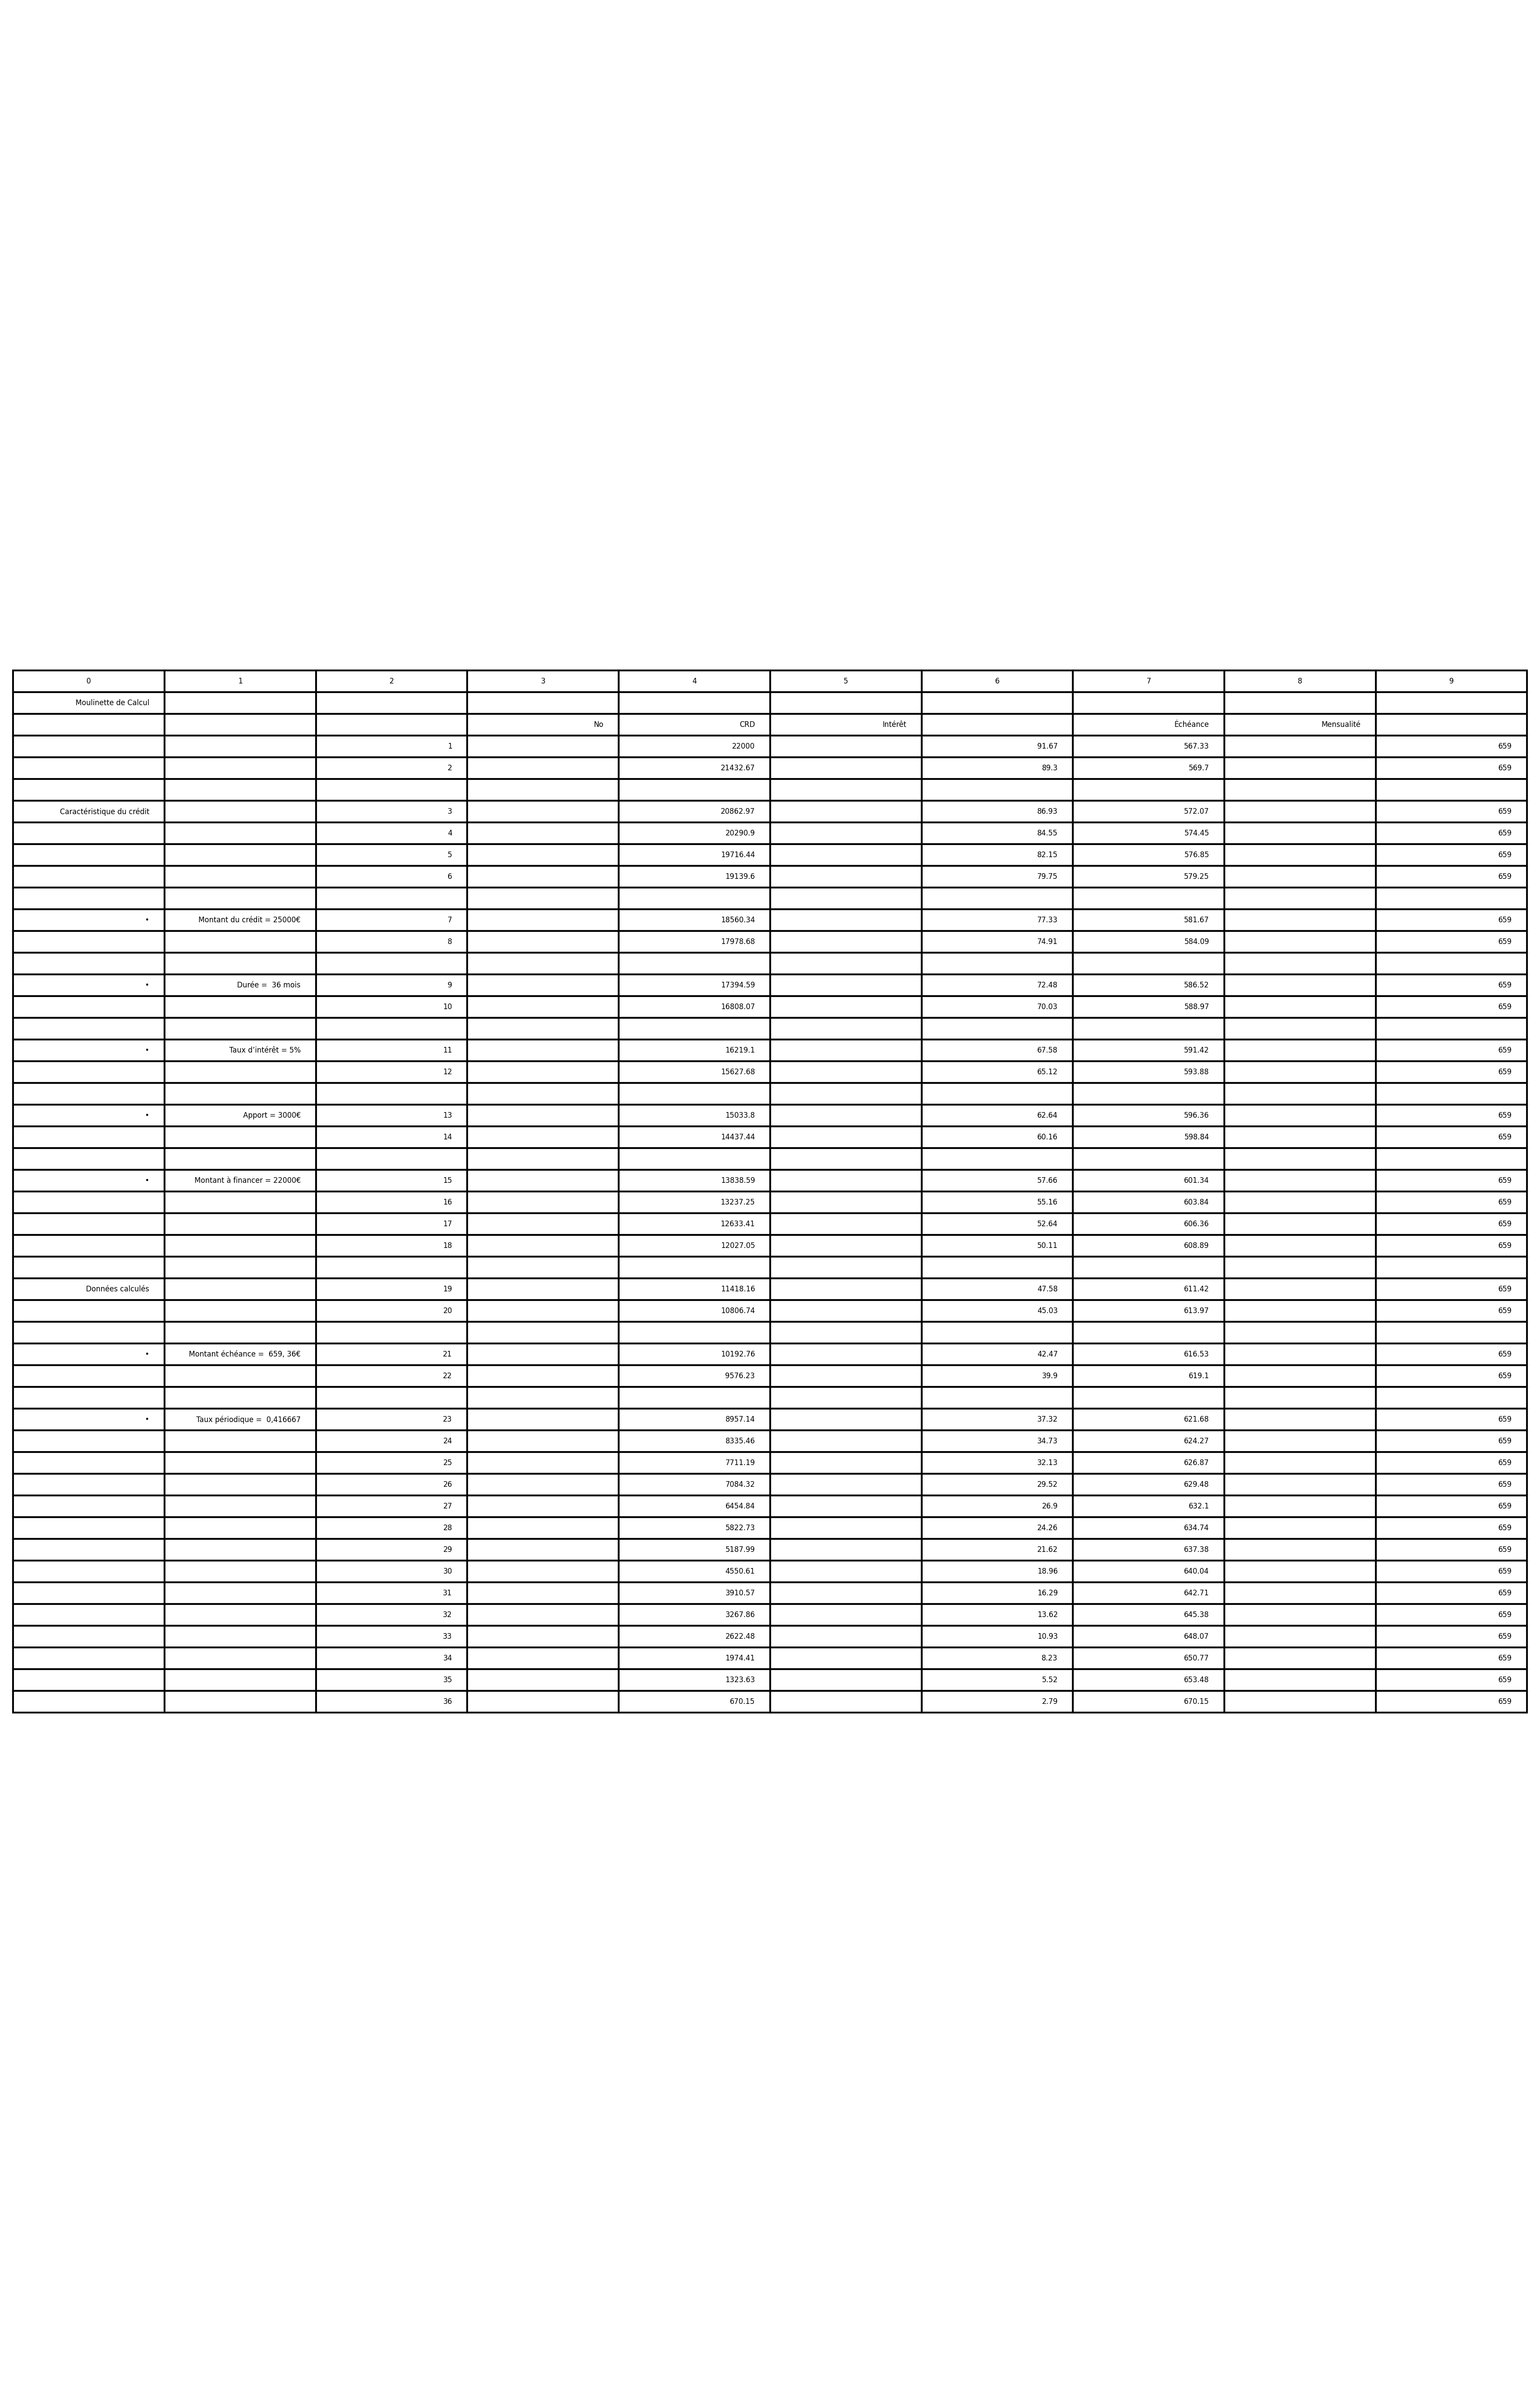 0 1 2 3 4 5 6 7 8 9
Moulinette de Calcul
No CRD Intérêt Échéance Mensualité
1 22000 91.67 567.33 659
2 21432.67 89.3 569.7 659
Caractéristique du crédit 3 20862.97 86.93 572.07 659
4 20290.9 84.55 574.45 659
5 19716.44 82.15 576.85 659
6 19139.6 79.75 579.25 659
• Montant du crédit = 25000€ 7 18560.34 77.33 581.67 659
8 17978.68 74.91 584.09 659
• Durée =  36 mois 9 17394.59 72.48 586.52 659
10 16808.07 70.03 588.97 659
• Taux d’intérêt = 5% 11 16219.1 67.58 591.42 659
12 15627.68 65.12 593.88 659
• Apport = 3000€ 13 15033.8 62.64 596.36 659
14 14437.44 60.16 598.84 659
• Montant à financer = 22000€ 15 13838.59 57.66 601.34 659
16 13237.25 55.16 603.84 659
17 12633.41 52.64 606.36 659
18 12027.05 50.11 608.89 659
Données calculés 19 11418.16 47.58 611.42 659
20 10806.74 45.03 613.97 659
• Montant échéance =  659, 36€ 21 10192.76 42.47 616.53 659
22 9576.23 39.9 619.1 659
• Taux périodique =  0,416667 23 8957.14 37.32 621.68 659
24 8335.46 34.73 624.27 659
25 7711.19 32.13 626.87 659
26 7084.32 29.52 629.48 659
27 6454.84 26.9 632.1 659
28 5822.73 24.26 634.74 659
29 5187.99 21.62 637.38 659
30 4550.61 18.96 640.04 659
31 3910.57 16.29 642.71 659
32 3267.86 13.62 645.38 659
33 2622.48 10.93 648.07 659
34 1974.41 8.23 650.77 659
35 1323.63 5.52 653.48 659
36 670.15 2.79 670.15 659